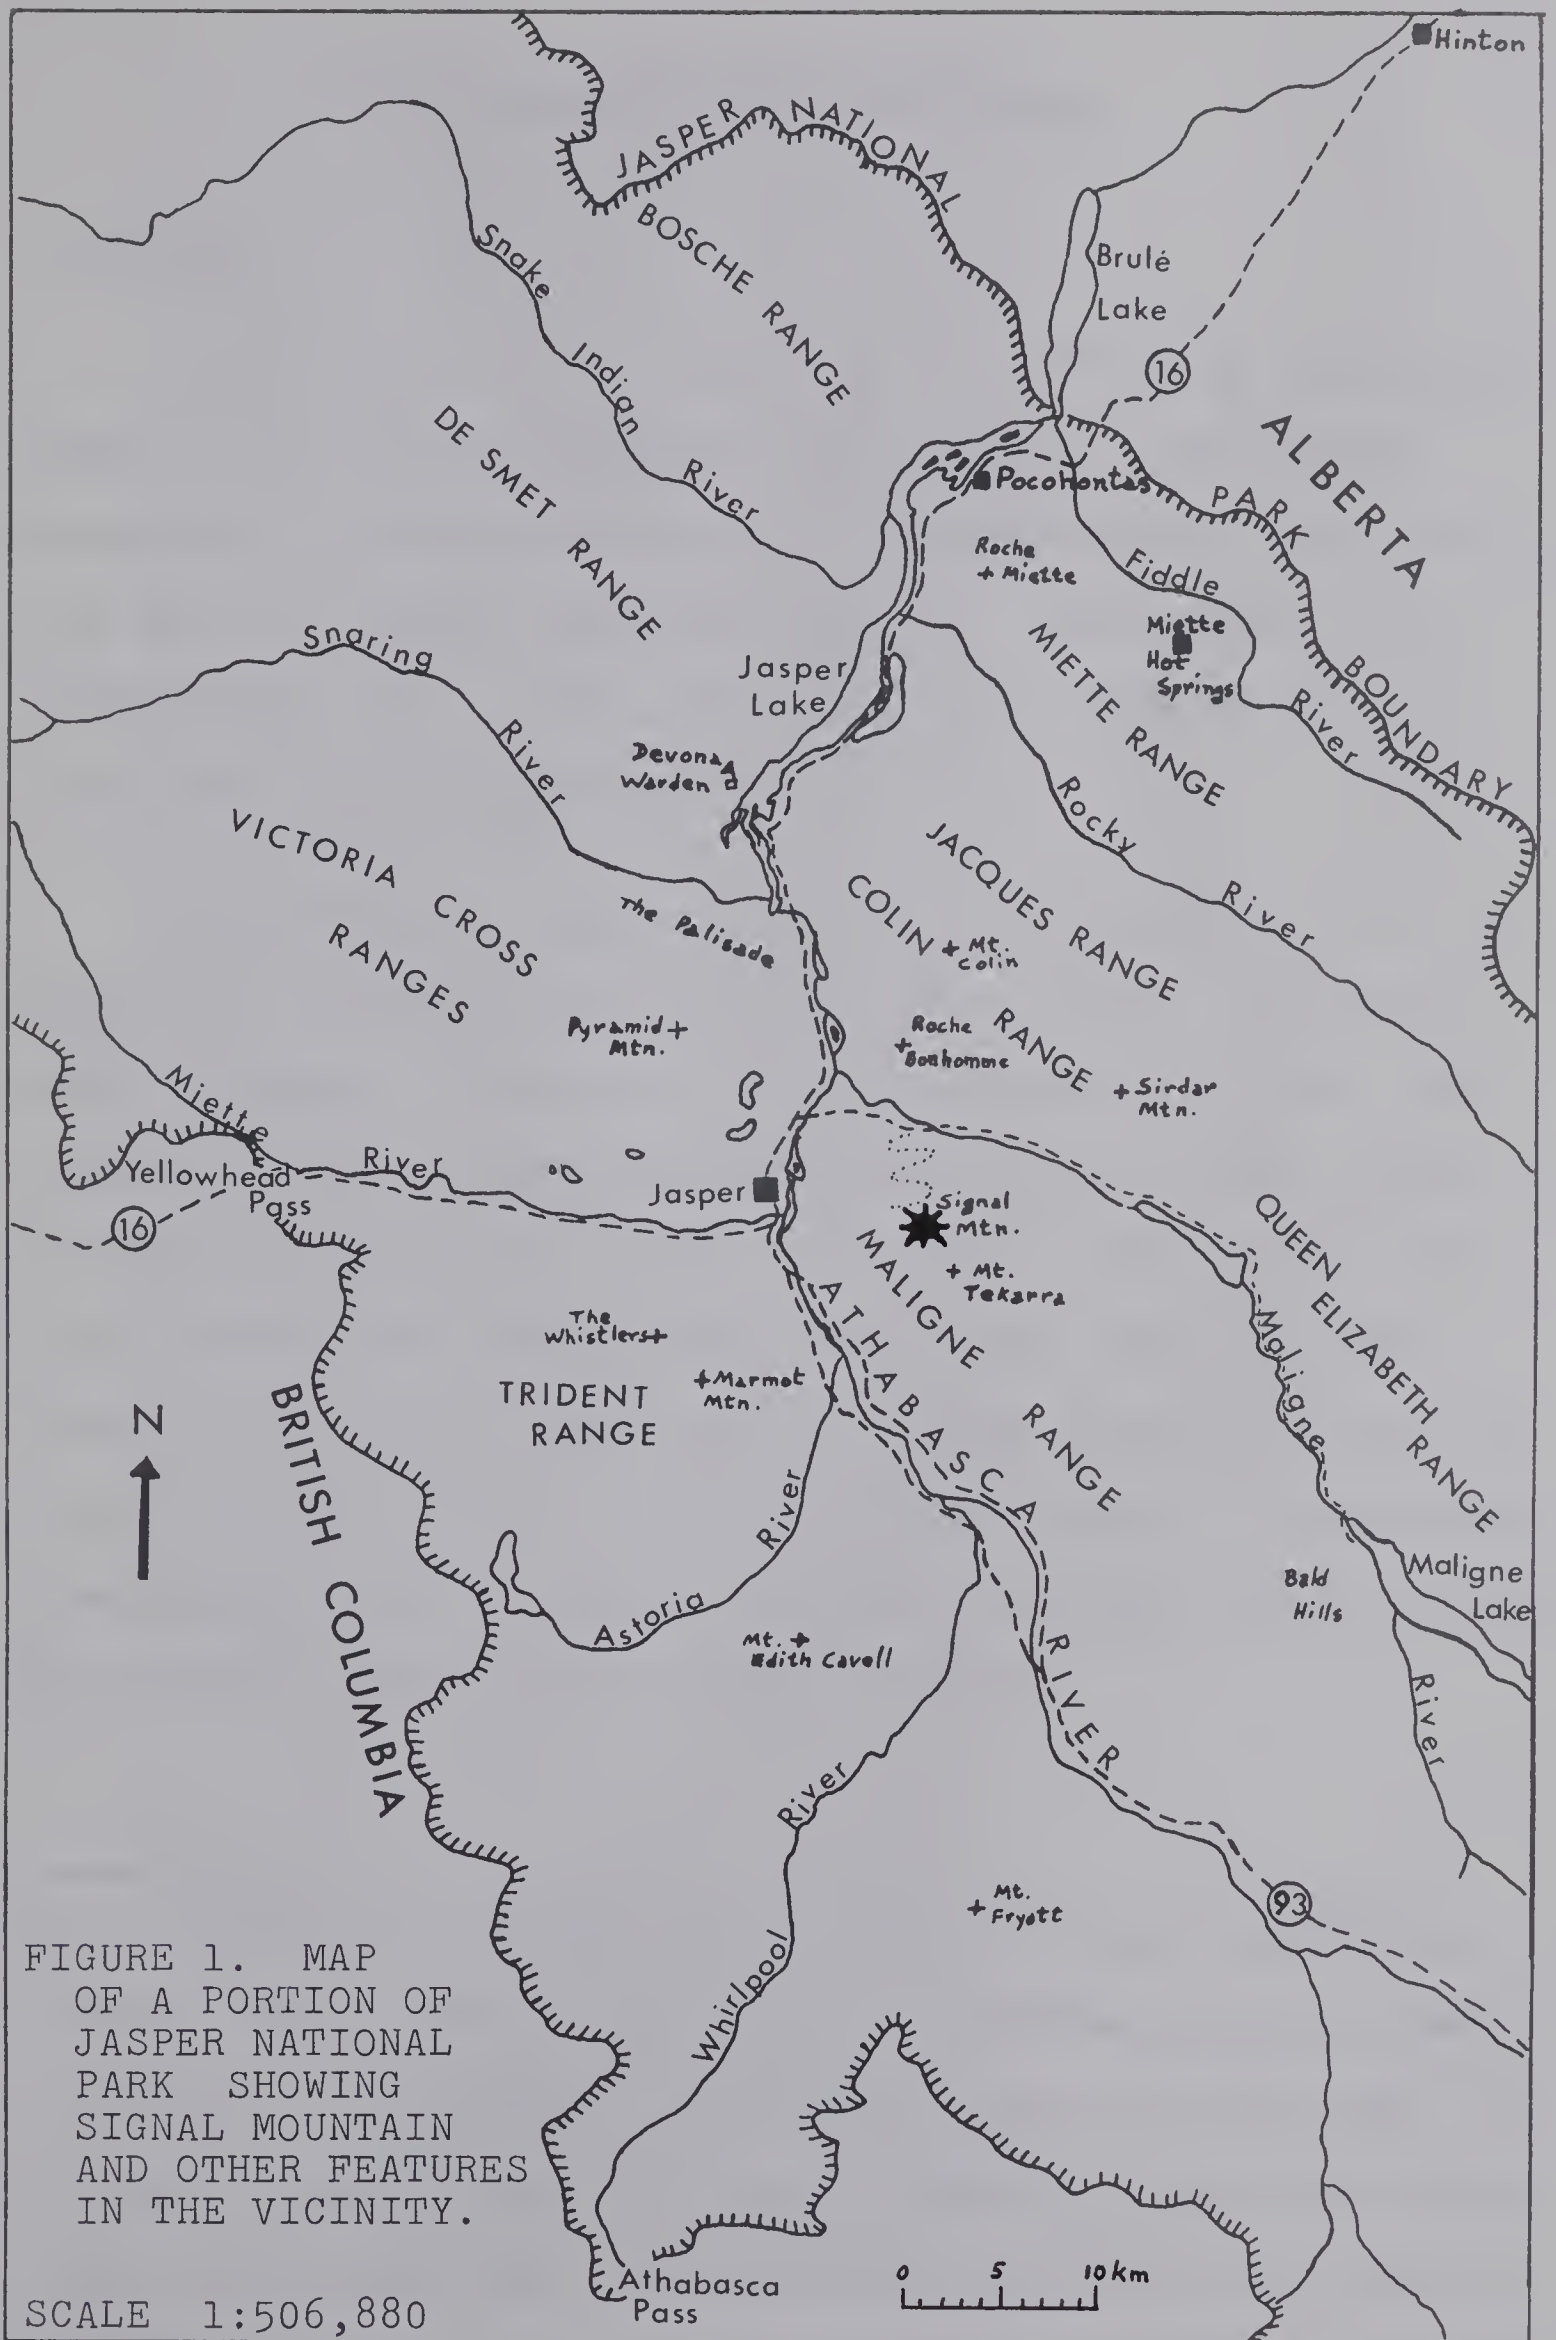 Hinton
JASPER NATIONAL
BOSCHE RANGE
Brulé
Lake
Snake
Indian
River
16
DE SMET
RANGE
ALBERTA
Pocohontas
PARK
BOUNDARY
Roche
+ Miette
Fiddle
River
Miette
Hot
Springs
MIETTE RANGE
Snaring
River
Jasper
Lake
Devona
Warden
Rocky
River
VICTORIA CROSS
RANGES
JACQUES RANGE
COLIN
RANGE
+ Mt.
Colin
The Palisade
Pyramid +
Mtn.
Roche
+ Bonhomme
+ Sirdar
Mtn.
Miette
River
Yellowhead
Pass
16
Jasper
Signal
Mtn.
+ Mt.
Tekarra
MALIGNE
RANGE
QUEEN
ELIZABETH
RANGE
Maligne
River
The
Whistlers+
+Marmot
Mtn.
TRIDENT
RANGE
ATHABASCA
RIVER
N
BRITISH
COLUMBIA
Astoria
River
Mt. +
Edith Cavell
Bald
Hills
Maligne
Lake
Whirlpool
River
Mt.
+ Fryatt
93
FIGURE 1. MAP
OF A PORTION OF
JASPER NATIONAL
PARK SHOWING
SIGNAL MOUNTAIN
AND OTHER FEATURES
IN THE VICINITY.
SCALE 1:506,880
Athabasca
Pass
0 5 10 km